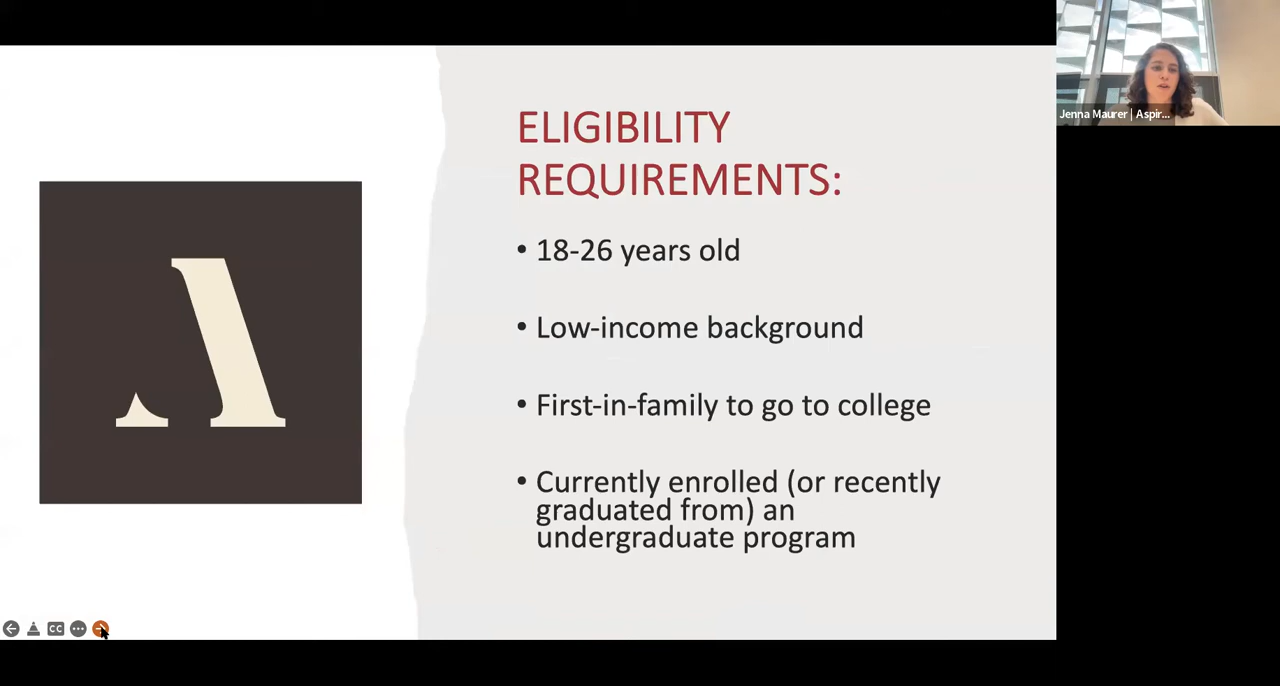 ELIGIBILITY
REQUIREMENTS:
• 18-26 years old
• Low-income background
• First-in-family to go to college
• Currently enrolled (or recently
graduated from) an
undergraduate program
Jenna Maurer | Aspir...
CC